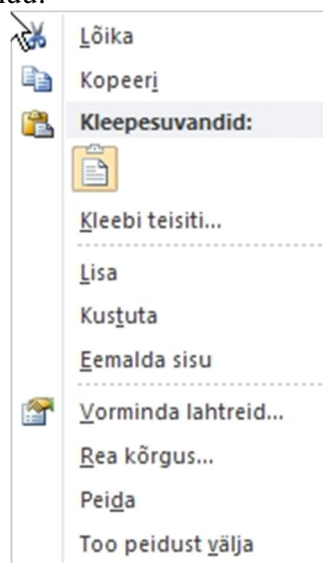 Lõika
Kopeeri
Kleepesuvandid:
Kleebi teisiti...
Lisa
Kustuta
Eemalda sisu
Vorminda lahtreid...
Rea kõrgus...
Peida
Too peidust välja